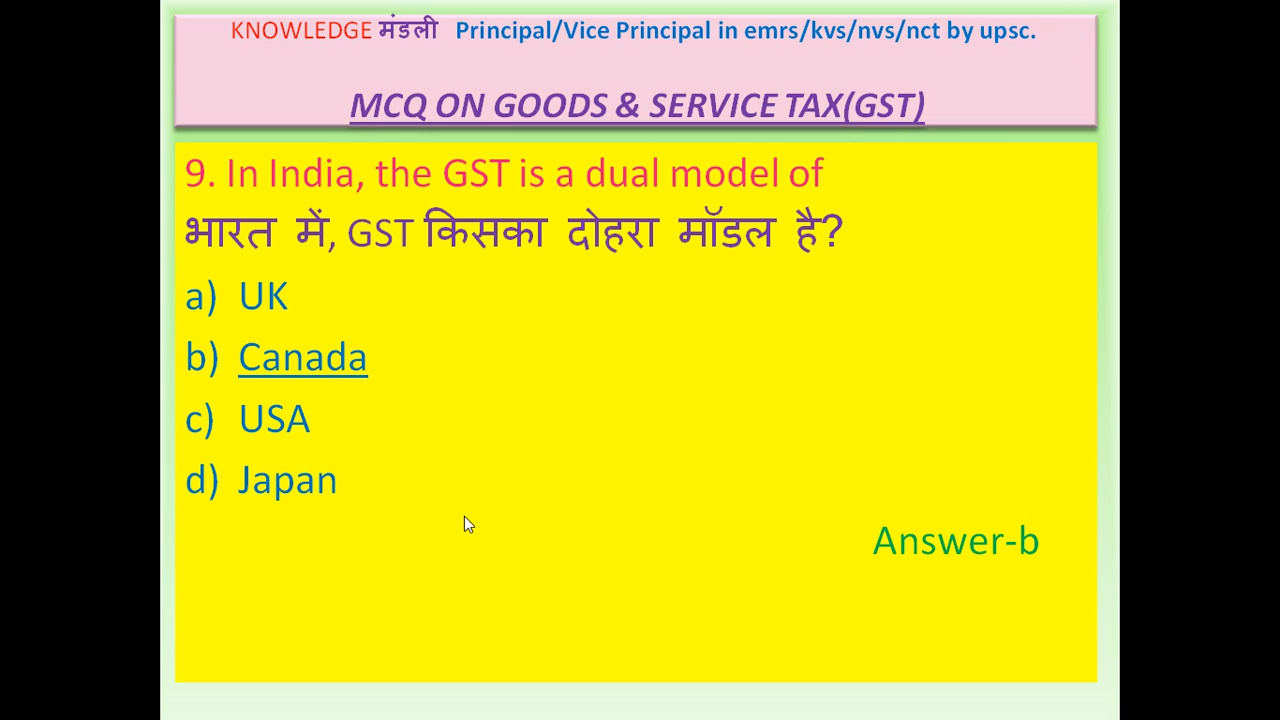 KNOWLEDGE मंडली Principal/Vice Principal in emrs/kvs/nvs/nct by upsc.
MCQ ON GOODS & SERVICE TAX(GST)
9. In India, the GST is a dual model of
भारत में, GST किसका दोहरा मॉडल है?
a) UK
b) Canada
c) USA
d) Japan
Answer-b